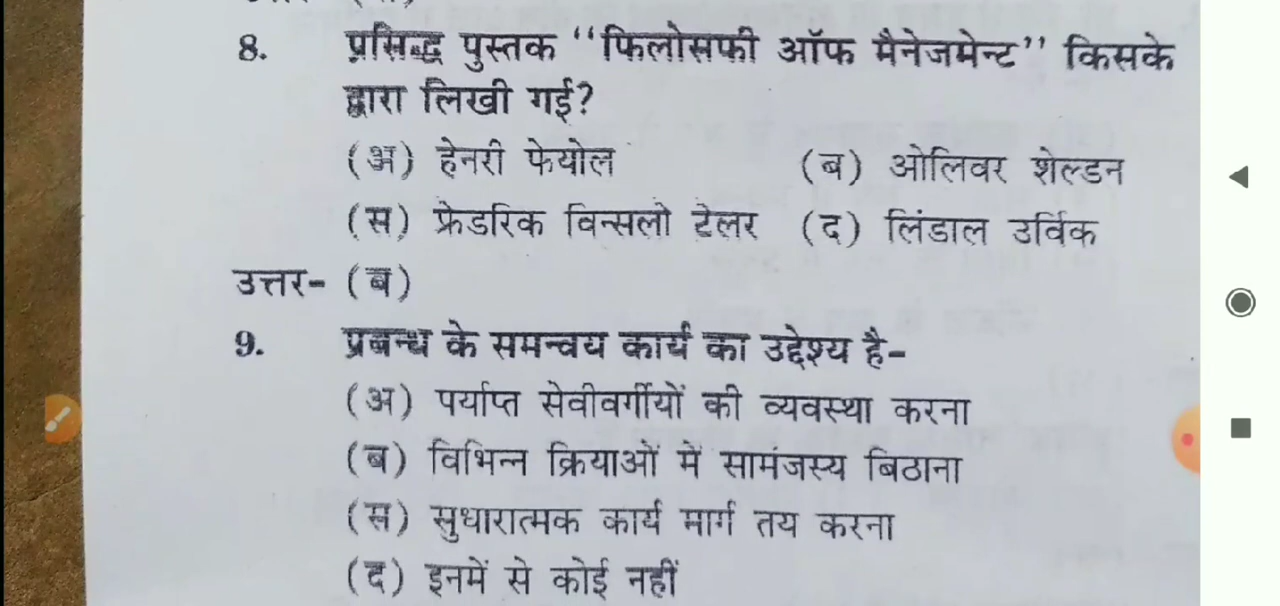 8. प्रसिद्ध पुस्तक “फिलोसफी ऑफ मैनेजमेन्ट” किसके
द्वारा लिखी गई?
(अ) हेनरी फेयोल (ब) ओलिवर शेल्डन
(स) फ्रेडरिक विन्सलो टेलर (द) लिंडाल उर्विक
उत्तर- (ब)
9. प्रबन्ध के समन्वय कार्य का उद्देश्य है-
(अ) पर्याप्त सेवीवर्गीयों की व्यवस्था करना
(ब) विभिन्न क्रियाओं में सामंजस्य बिठाना
(स) सुधारात्मक कार्य मार्ग तय करना
(द) इनमें से कोई नहीं